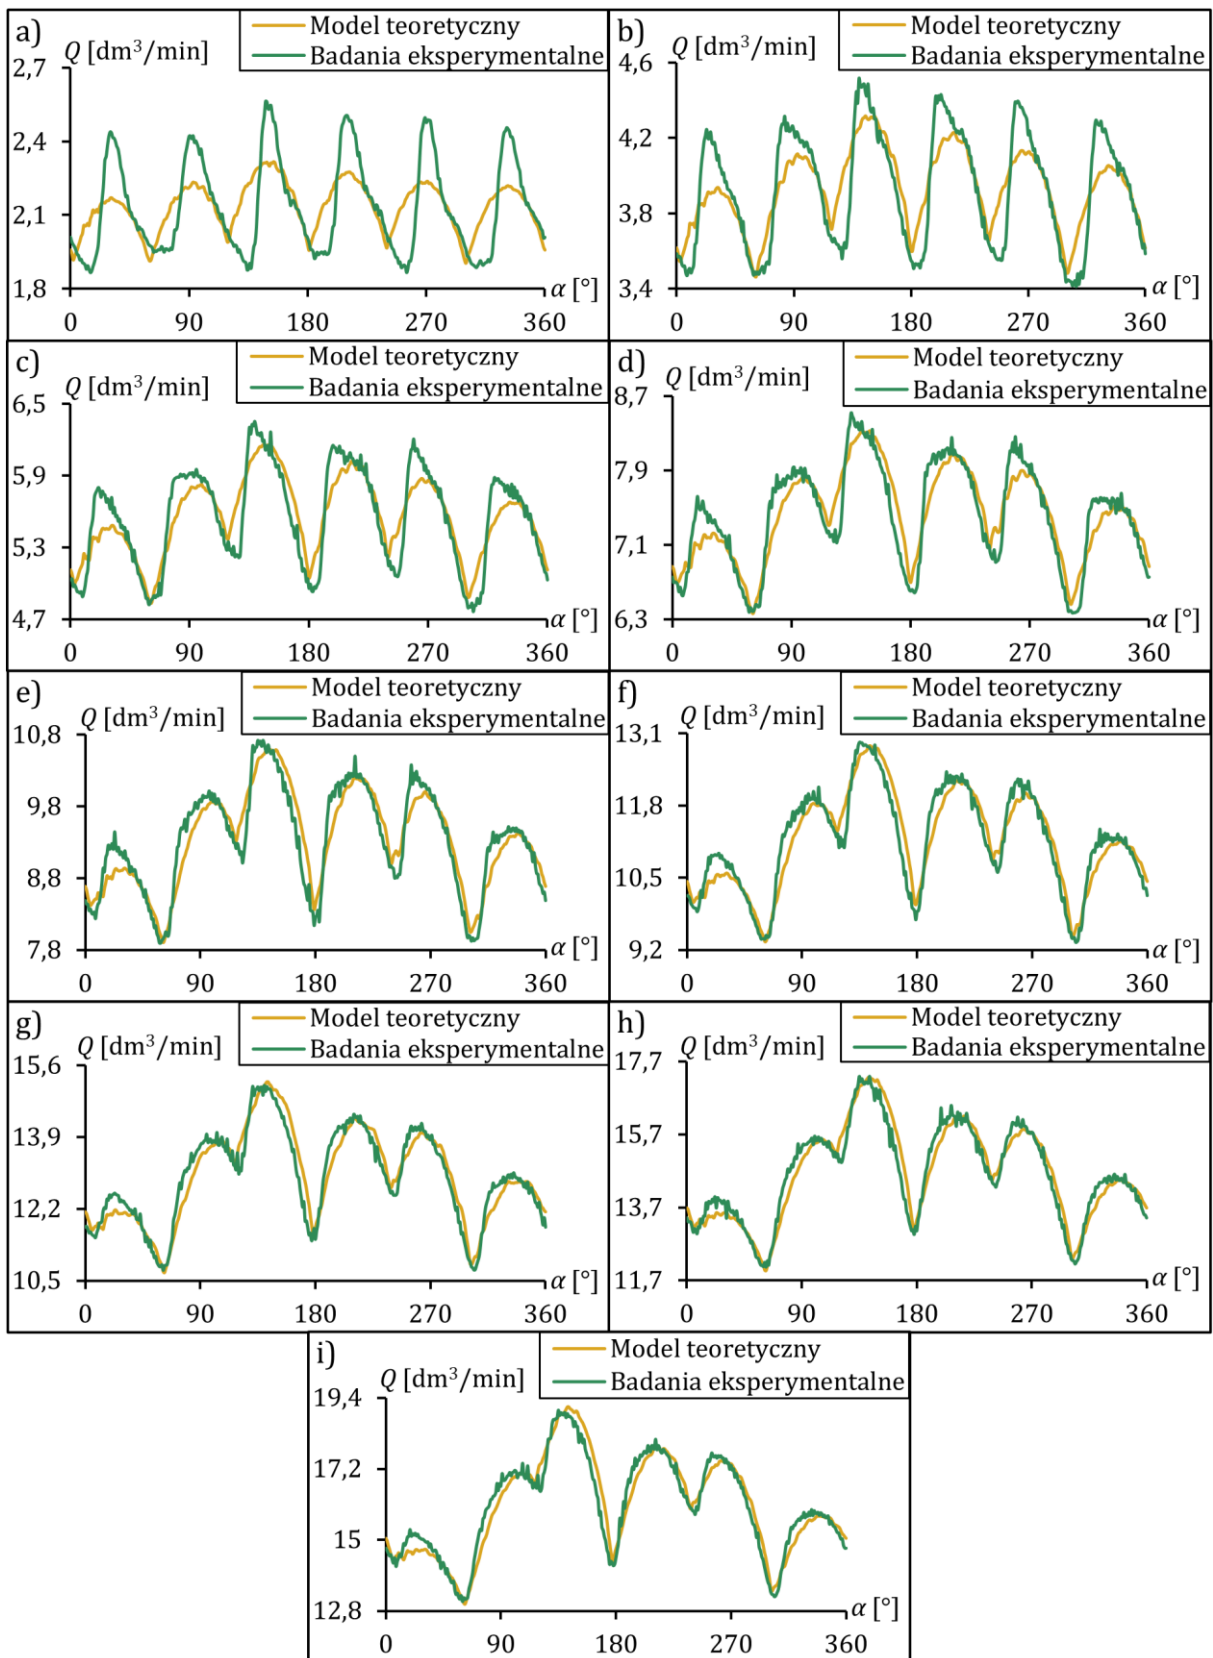 a)
Model teoretyczny
Badania eksperymentalne
Q [dm³/min]
2,7
2,4
2,1
1,8
α [°]
0 90 180 270 360
b)
Model teoretyczny
Badania eksperymentalne
Q [dm³/min]
4,6
4,2
3,8
3,4
α [°]
0 90 180 270 360
c)
Model teoretyczny
Badania eksperymentalne
Q [dm³/min]
6,5
5,9
5,3
4,7
α [°]
0 90 180 270 360
d)
Model teoretyczny
Badania eksperymentalne
Q [dm³/min]
8,7
7,9
7,1
6,3
α [°]
0 90 180 270 360
e)
Model teoretyczny
Badania eksperymentalne
Q [dm³/min]
10,8
9,8
8,8
7,8
α [°]
0 90 180 270 360
f)
Model teoretyczny
Badania eksperymentalne
Q [dm³/min]
13,1
11,8
10,5
9,2
α [°]
0 90 180 270 360
g)
Model teoretyczny
Badania eksperymentalne
Q [dm³/min]
15,6
13,9
12,2
10,5
α [°]
0 90 180 270 360
h)
Model teoretyczny
Badania eksperymentalne
Q [dm³/min]
17,7
15,7
13,7
11,7
α [°]
0 90 180 270 360
i)
Model teoretyczny
Badania eksperymentalne
Q [dm³/min]
19,4
17,2
15
12,8
α [°]
0 90 180 270 360